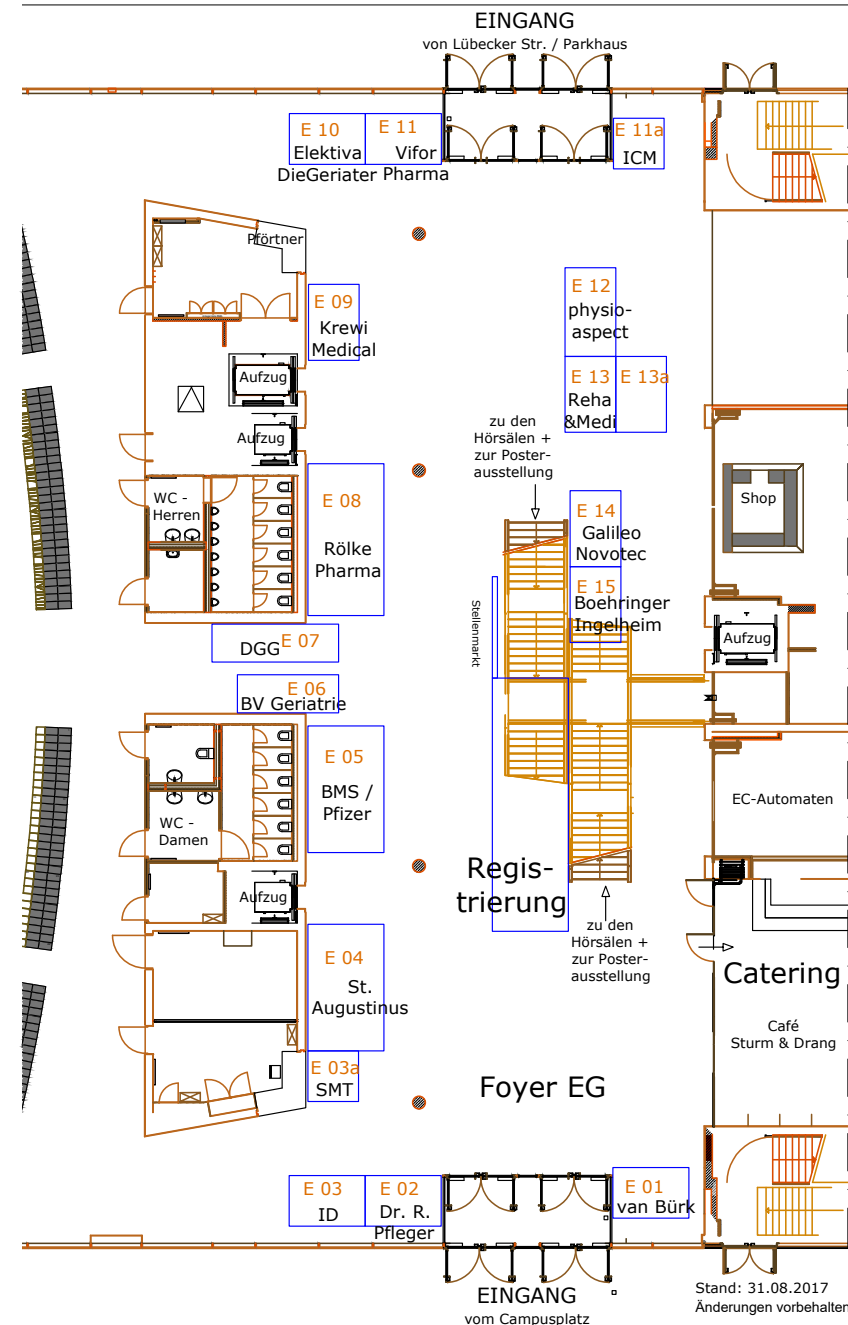 EINGANG
von Lübecker Str. / Parkhaus
E 10
Elektiva
DieGeriater
E 11
Vifor
Pharma
E 11a
ICM
Pförtner
E 09
Krewi
Medical
E 12
physio-
aspect
E 13
Reha
&Medi
E 13a
Aufzug
Aufzug
zu den
Hörsälen +
zur Poster-
ausstellung
WC -
Herren
E 08
Rölke
Pharma
E 14
Galileo
Novotec
Shop
E 15
Boehringer
Ingelheim
Stellenmarkt
Aufzug
E 07
DGG
E 06
BV Geriatrie
E 05
BMS /
Pfizer
WC -
Damen
EC-Automaten
Aufzug
Regis-
trierung
zu den
Hörsälen +
zur Poster-
ausstellung
E 04
St.
Augustinus
Catering
Café
Sturm & Drang
E 03a
SMT
Foyer EG
E 03
ID
E 02
Dr. R.
Pfleger
E 01
van Bürk
EINGANG
vom Campusplatz
Stand: 31.08.2017
Änderungen vorbehalten